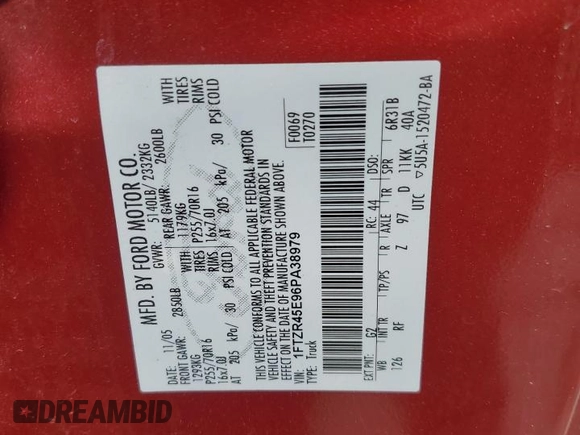 MFD. BY FORD MOTOR CO.
DATE: 11/05 GVWR: 5140LB/ 2332KG
FRONT GAWR: 2850LB REAR GAWR: 2600LB
1293KG WITH 1179KG WITH
P255/70R16 TIRES P255/70R16 TIRES
16x7.0J RIMS 16x7.0J RIMS
AT 205 kPa/ 30 PSI COLD AT 205 kPa/ 30 PSI COLD
THIS VEHICLE CONFORMS TO ALL APPLICABLE FEDERAL MOTOR
VEHICLE SAFETY AND THEFT PREVENTION STANDARDS IN
EFFECT ON THE DATE OF MANUFACTURE SHOWN ABOVE.
VIN: 1FTZR45E96PA38979 F0069
TYPE: Truck T0270
EXT PNT: G2 RC: 44 DSO:
WB INT TR TP/PS R AXLE TR SPR
126 RF Z 97 D 11KK 6R31B
40A
UTC ▽5U5A-1520472-BA
DREAMBID